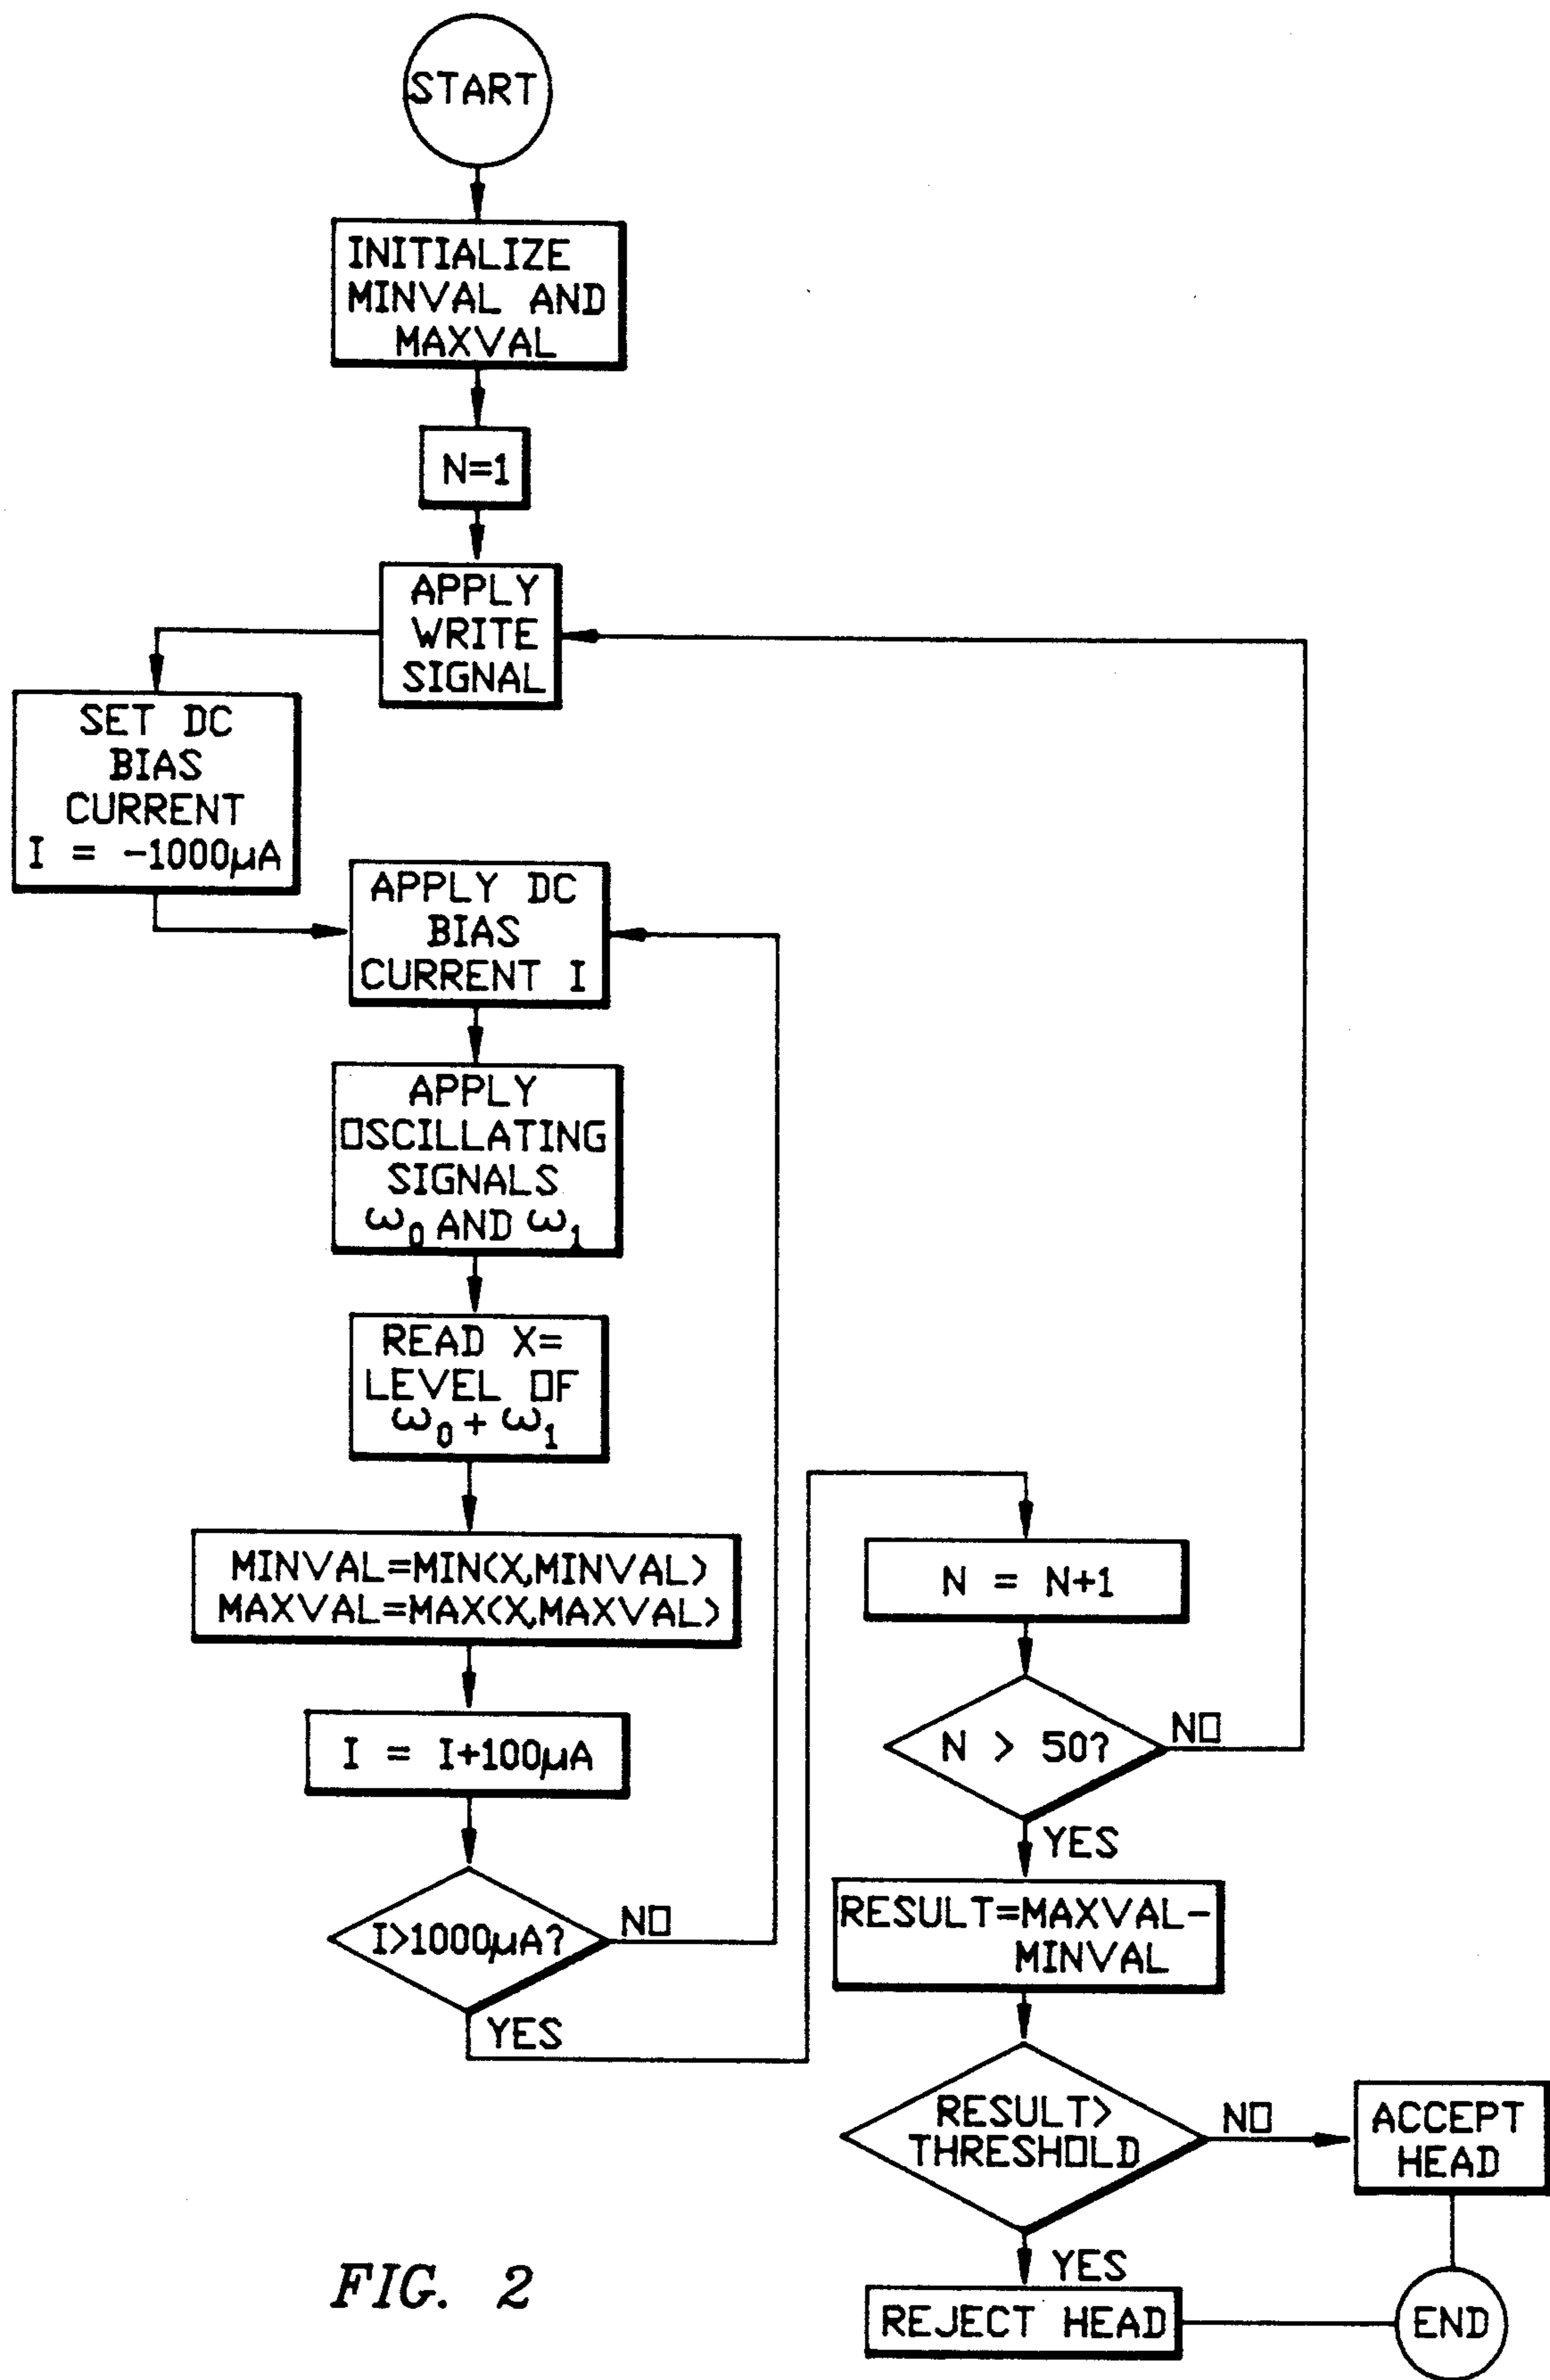 START
INITIALIZE
MINVAL AND
MAXVAL
N=1
APPLY
WRITE
SIGNAL
SET DC
BIAS
CURRENT
I = -1000μA
APPLY DC
BIAS
CURRENT I
APPLY
OSCILLATING
SIGNALS
ω₀ AND ω₁
READ X=
LEVEL OF
ω₀ + ω₁
MINVAL=MIN(X,MINVAL)
MAXVAL=MAX(X,MAXVAL)
I = I+100μA
I>1000μA?
NO
YES
N = N+1
N > 50?
NO
YES
RESULT=MAXVAL-
MINVAL
RESULT>
THRESHOLD
NO
YES
ACCEPT
HEAD
REJECT HEAD
END
FIG. 2